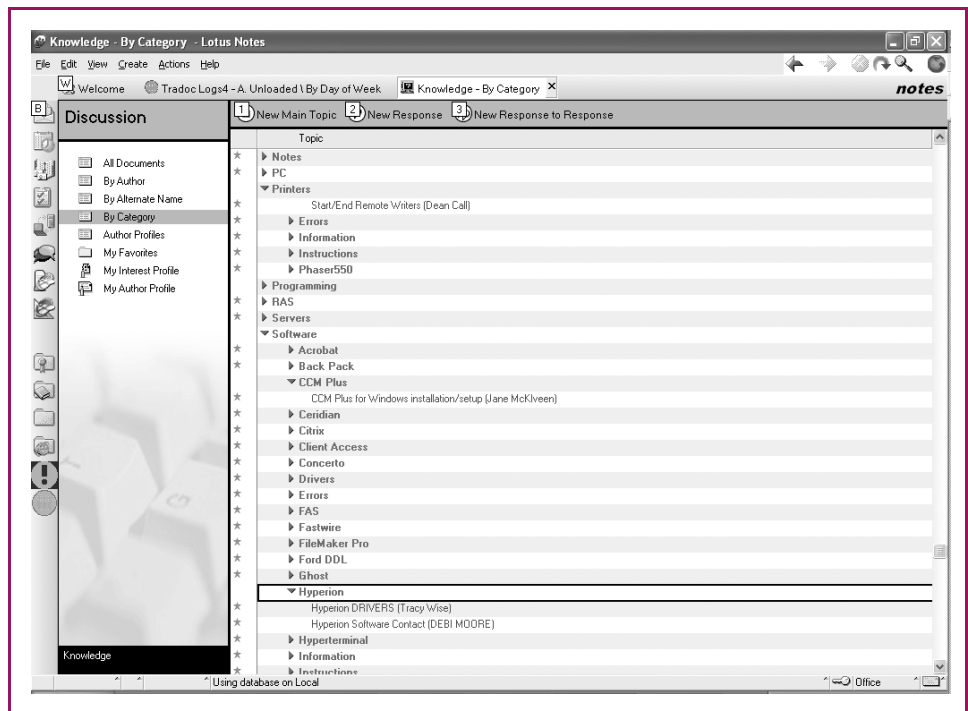 Knowledge - By Category - Lotus Notes
File Edit View Create Actions Help
W Welcome Tradoc Logs4 - A. Unloaded \ By Day of Week Knowledge - By Category X
notes
B
Discussion
1 New Main Topic 2 New Response 3 New Response to Response
All Documents
By Author
By Alternate Name
By Category
Author Profiles
My Favorites
My Interest Profile
My Author Profile
Knowledge
Topic
Notes
PC
Printers
Start/End Remote Writers (Dean Call)
Errors
Information
Instructions
Phaser550
Programming
RAS
Servers
Software
Acrobat
Back Pack
CCM Plus
CCM Plus for Windows installation/setup (Jane McKlveen)
Ceridian
Citrix
Client Access
Concerto
Drivers
Errors
FAS
Fastwire
FileMaker Pro
Ford DDL
Ghost
Hyperion
Hyperion DRIVERS (Tracy Wise)
Hyperion Software Contact (DEBI MOORE)
Hyperterminal
Information
Instructions
Using database on Local
Office